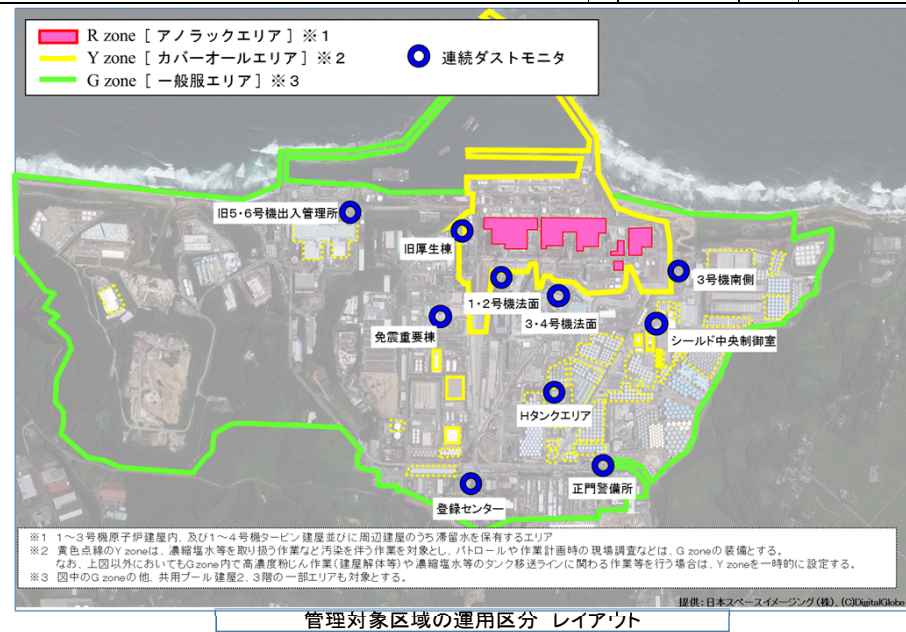 R zone [ アノラックエリア ] ※１
Y zone [ カバーオールエリア ] ※２
G zone [ 一般服エリア ] ※３
連続ダストモニタ
旧５・６号機出入管理所
旧厚生棟
３号機南側
１・２号機法面
３・４号機法面
免震重要棟
シールド中央制御室
Hタンクエリア
正門警備所
登録センター
※１ １～３号機原子炉建屋内、及び１～４号機タービン建屋並びに周辺建屋のうち滞留水を保有するエリア
※２ 黄色点線のY zoneは、濃縮塩水等を取り扱う作業など汚染を伴う作業を対象とし、パトロールや作業計画時の現場調査などは、G zoneの装備とする。
なお、上図以外においてもG zone内で高濃度粉じん作業（建屋解体等）や濃縮塩水等のタンク移送ラインに関わる作業等を行う場合は、Y zoneを一時的に設定する。
※３ 図中のG zoneの他、共用プール建屋２、３階の一部エリアも対象とする。
提供：日本スペースイメージング（株）、(C)DigitalGlobe
管理対象区域の運用区分 レイアウト